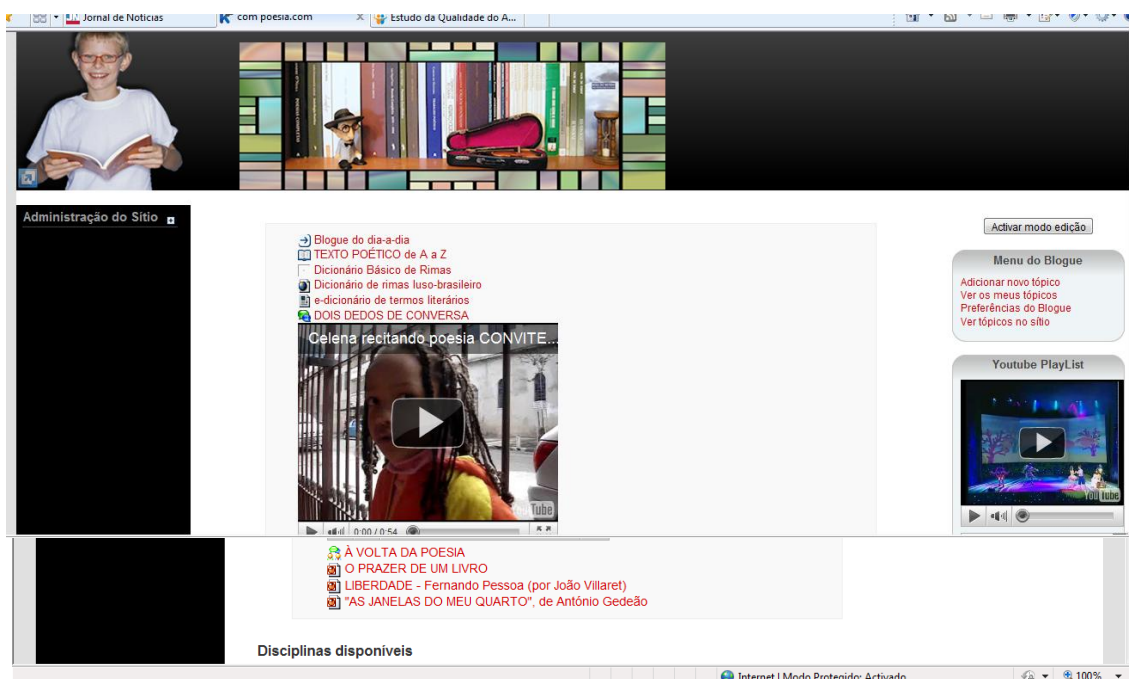 Jornal de Notícias
com poesia.com
Estudo da Qualidade do A...
Administração do Sítio
Blogue do dia-a-dia
TEXTO POÉTICO de A a Z
Dicionário Básico de Rimas
Dicionário de rimas luso-brasileiro
e-dicionário de termos literários
DOIS DEDOS DE CONVERSA
Celena recitando poesia CONVITE...
YouTube
0:00 / 0:54
Activar modo edição
Menu do Blogue
Adicionar novo tópico
Ver os meus tópicos
Preferências do Blogue
Ver tópicos no sítio
Youtube PlayList
YouTube
À VOLTA DA POESIA
O PRAZER DE UM LIVRO
LIBERDADE - Fernando Pessoa (por João Villaret)
"AS JANELAS DO MEU QUARTO", de António Gedeão
Disciplinas disponíveis
Internet | Modo Protegido: Activado
100%